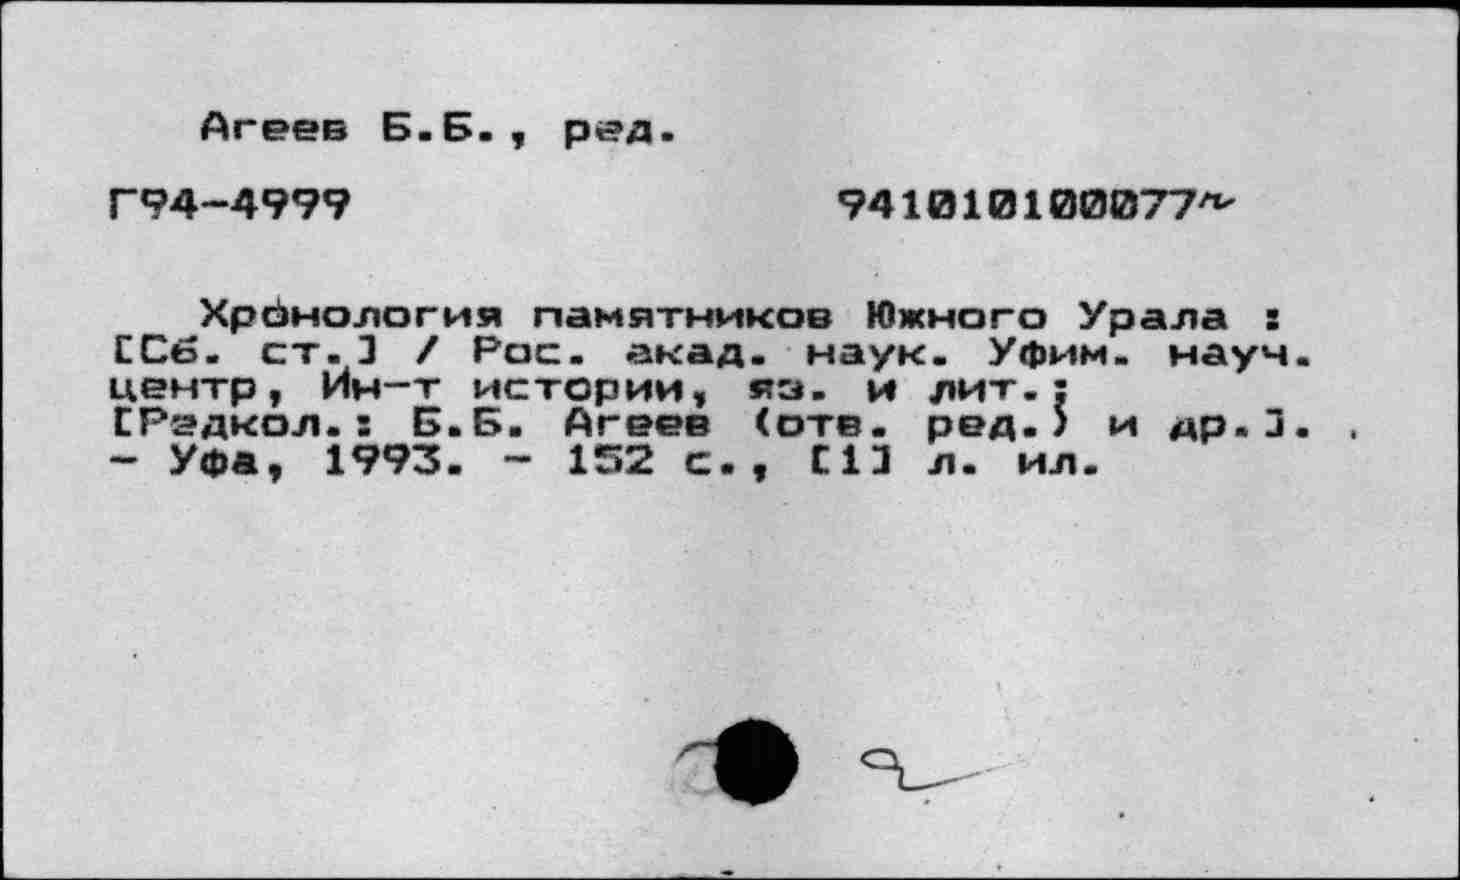 Агеев Б.Б., ред.
Г94-4999 941010100077~
Хронология памятников Южного Урала :
[Сб. ст.] / Рос. акад. наук. Уфим. науч.
центр, Ин-т истории, яз. и лит.;
[Редкол.: Б.Б. Агеев (отв. ред.) и др.]. .
- Уфа, 1993. - 152 с., [1] л. ил.